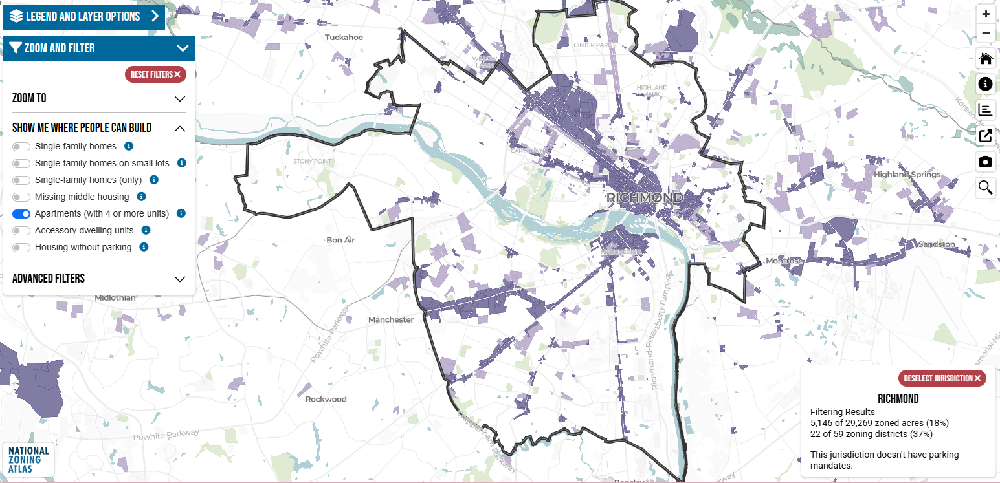 LEGEND AND LAYER OPTIONS
ZOOM AND FILTER
RESET FILTERS ✕
ZOOM TO
SHOW ME WHERE PEOPLE CAN BUILD
Single-family homes
Single-family homes on small lots
Single-family homes (only)
Missing middle housing
Apartments (with 4 or more units)
Accessory dwelling units
Housing without parking
ADVANCED FILTERS
Tuckahoe
WILLOW
LAWN
GINTER PARK
HIGHLAND
PARK
CARYTOWN
STONY POINT
RICHMOND
Highland Springs
Bon Air
MANCHESTER
Sandston
Montrose
Midlothian
Manchester
Powhite Parkway
Richmond-Petersburg Turnpike
Rockwood
Powhite Parkway
Chippenham Parkway
Bensley
NATIONAL
ZONING
ATLAS
DESELECT JURISDICTION ✕
RICHMOND
Filtering Results
5,146 of 29,269 zoned acres (18%)
22 of 59 zoning districts (37%)
This jurisdiction doesn't have parking
mandates.